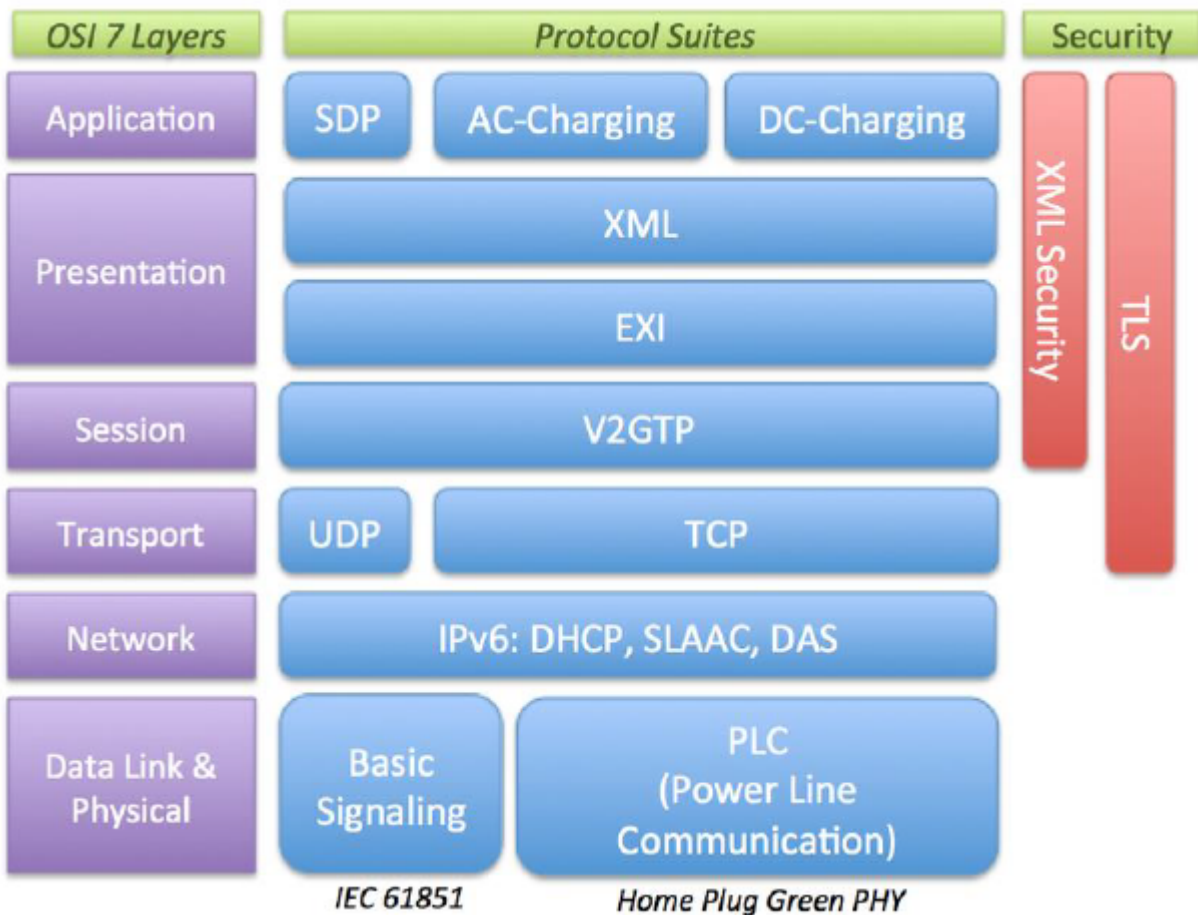 OSI 7 Layers
Protocol Suites
Security
Application
SDP
AC-Charging
DC-Charging
XML Security
TLS
Presentation
XML
EXI
Session
V2GTP
Transport
UDP
TCP
Network
IPv6: DHCP, SLAAC, DAS
Data Link &
Physical
Basic
Signaling
PLC
(Power Line
Communication)
IEC 61851
Home Plug Green PHY